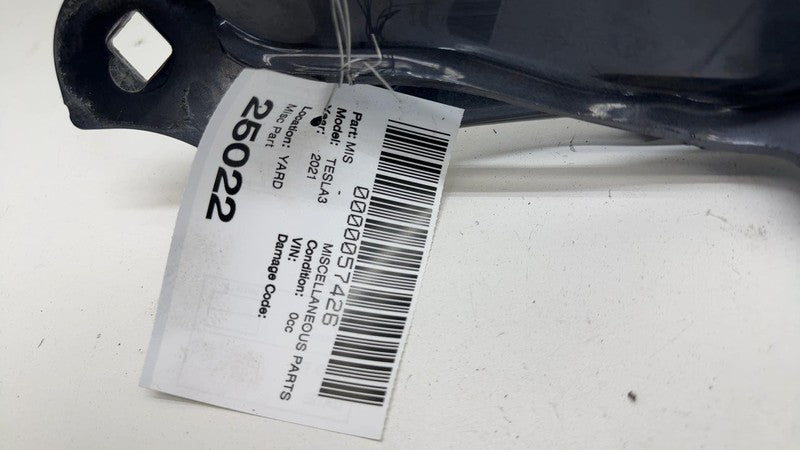 0000057426
Part: MIS - MISCELLANEOUS PARTS
Model: TESLA3 Condition: 0cc
Year: 2021 VIN:
Location: YARD Damage Code:
Misc Part
25022